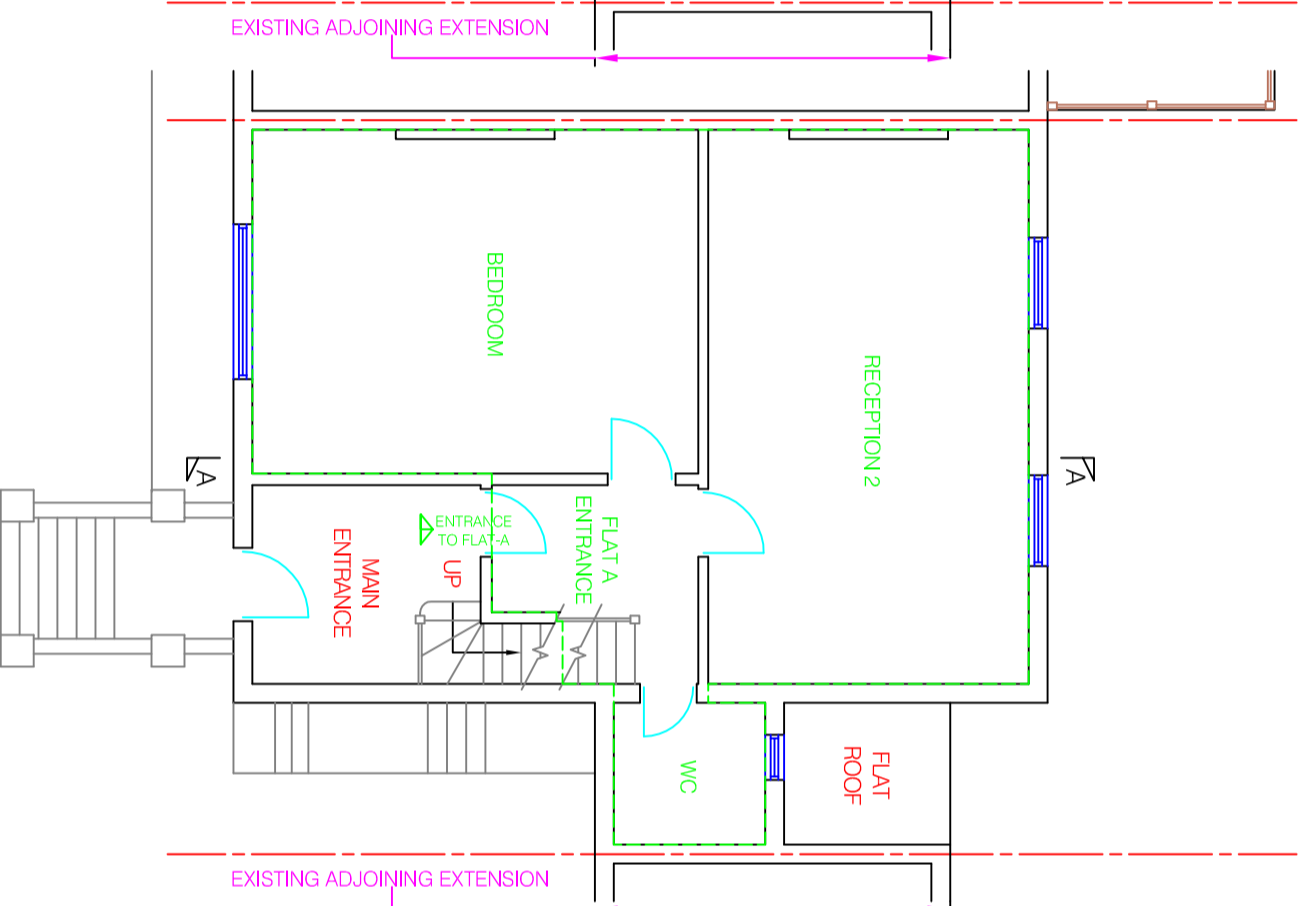 EXISTING ADJOINING EXTENSION
BEDROOM
RECEPTION 2
A
A
ENTRANCE
TO FLAT-A
FLAT A
ENTRANCE
UP
MAIN
ENTRANCE
WC
FLAT
ROOF
EXISTING ADJOINING EXTENSION